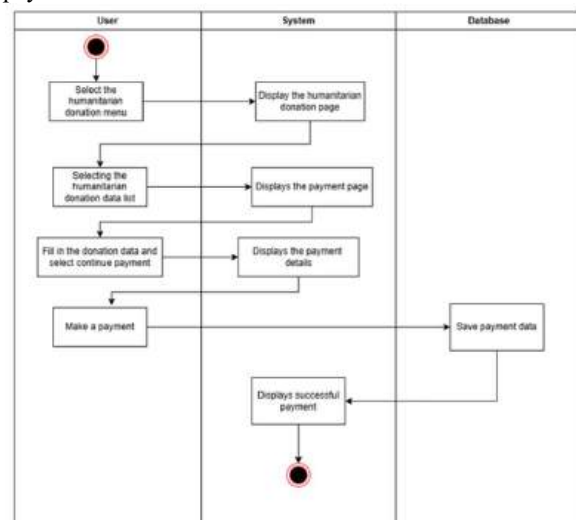 User
System
Database
Select the
humanitarian
donation menu
Display the humanitarian
donation page
Selecting the
humanitarian
donation data list
Displays the payment page
Fill in the donation data and
select continue payment
Displays the payment
details
Make a payment
Save payment data
Displays successful
payment